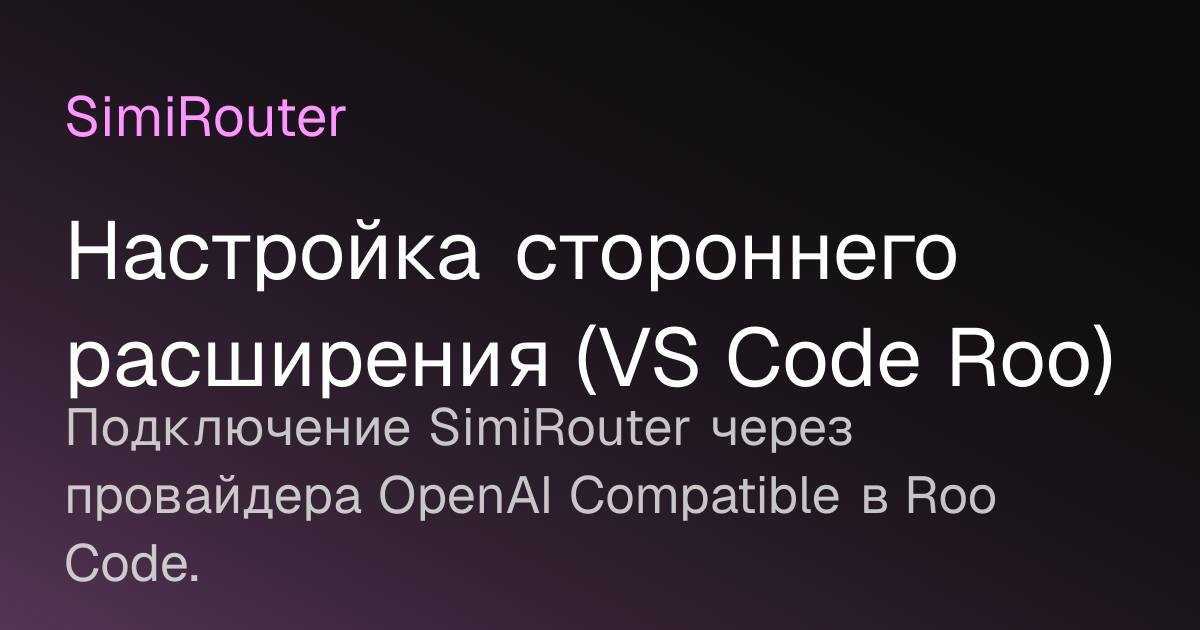 SimiRouter
Настройка стороннего
расширения (VS Code Roo)
Подключение SimiRouter через
провайдера OpenAI Compatible в Roo
Code.